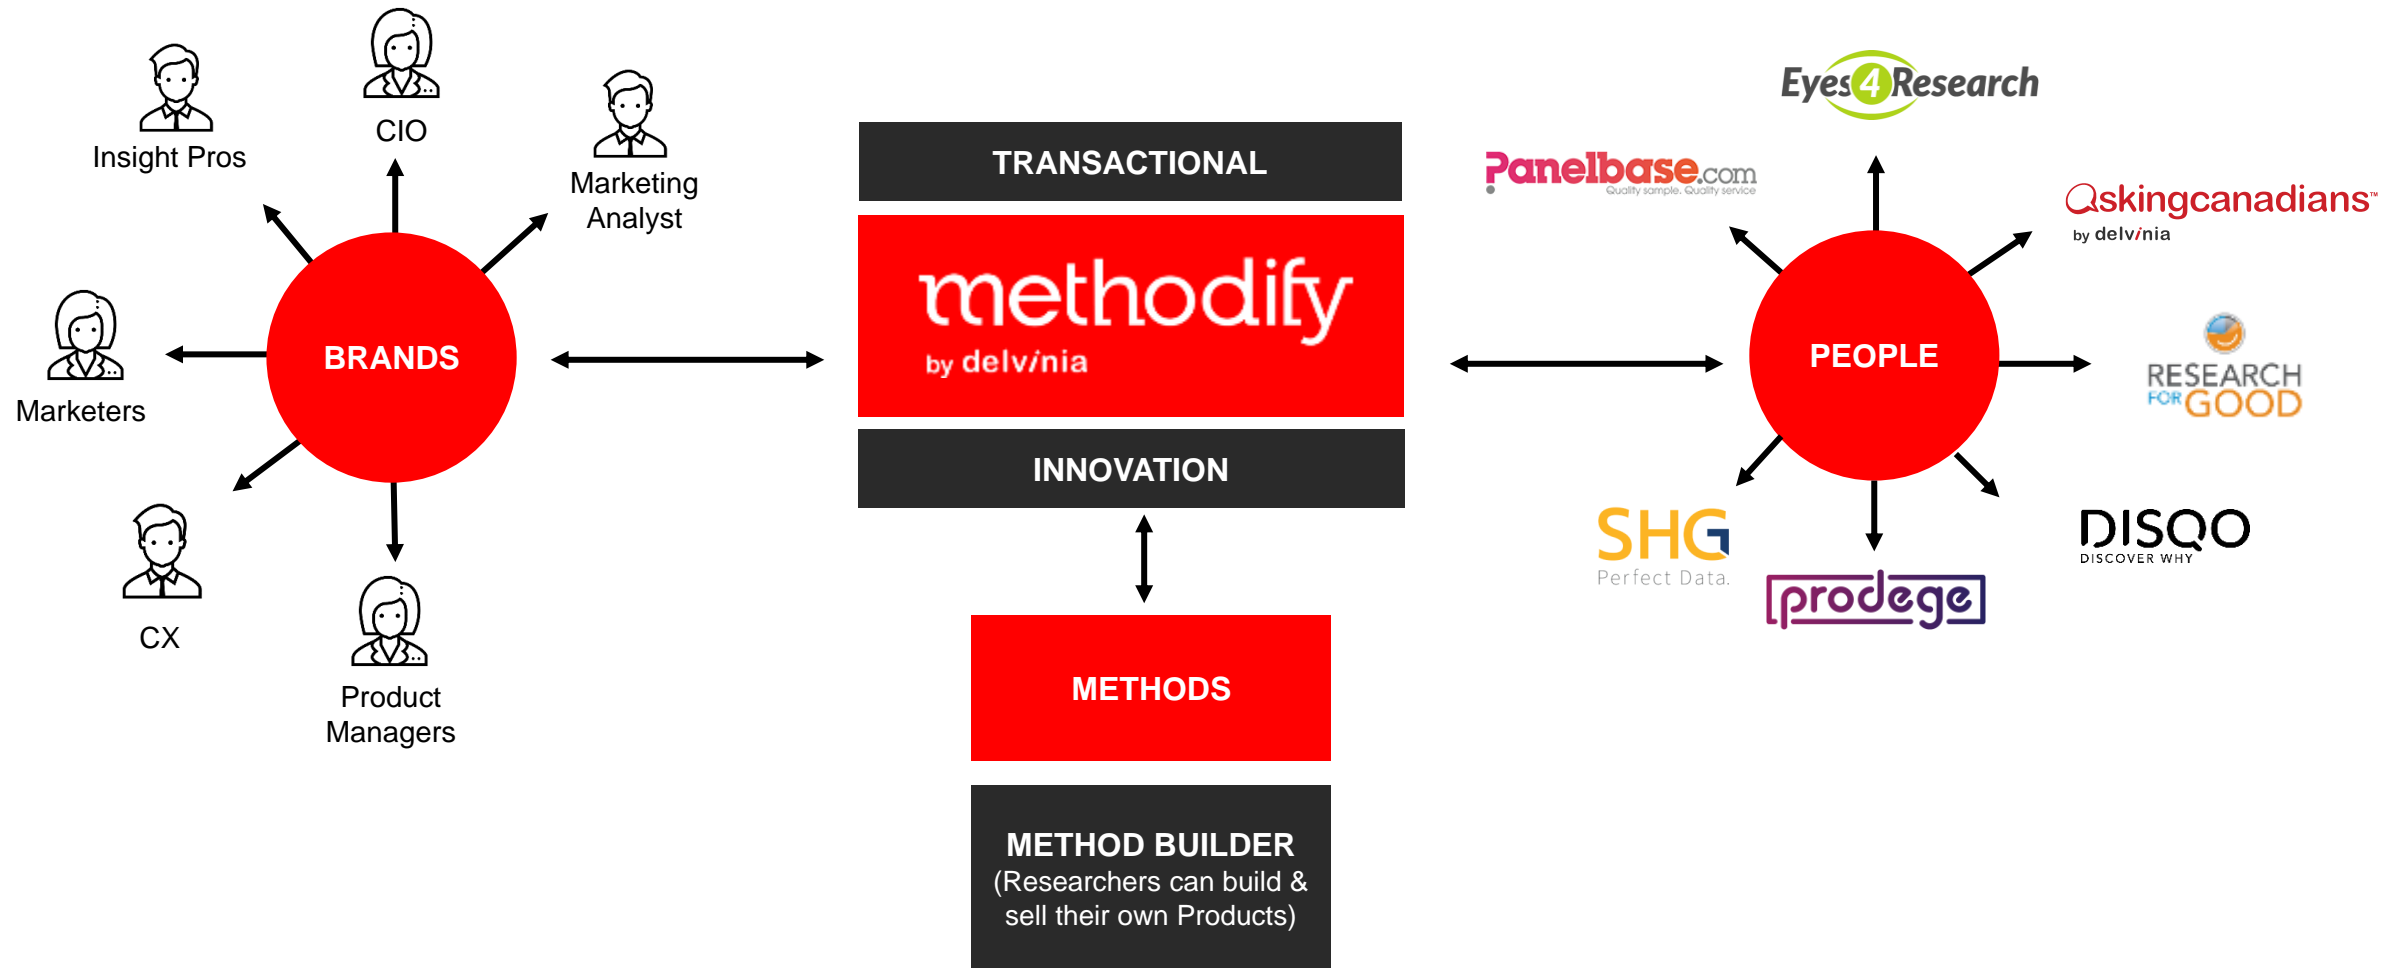 Insight Pros
CIO
Marketing
Analyst
Marketers
BRANDS
CX
Product
Managers
TRANSACTIONAL
methodify
by delvinia
INNOVATION
METHODS
METHOD BUILDER
(Researchers can build &
sell their own Products)
Eyes4Research
Panelbase.com
Quality sample. Quality service
askingcanadians™
by delvinia
PEOPLE
RESEARCH
FOR GOOD
SHG
Perfect Data.
DISQO
DISCOVER WHY
prodege